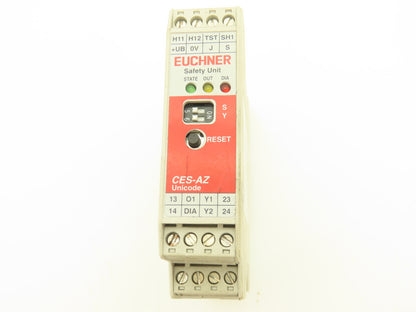 H11 H12 TST SH1
+UB 0V J S
EUCHNER
Safety Unit
STATE OUT DIA
S
Y
RESET
CES-AZ
Unicode
13 O1 Y1 23
14 DIA Y2 24